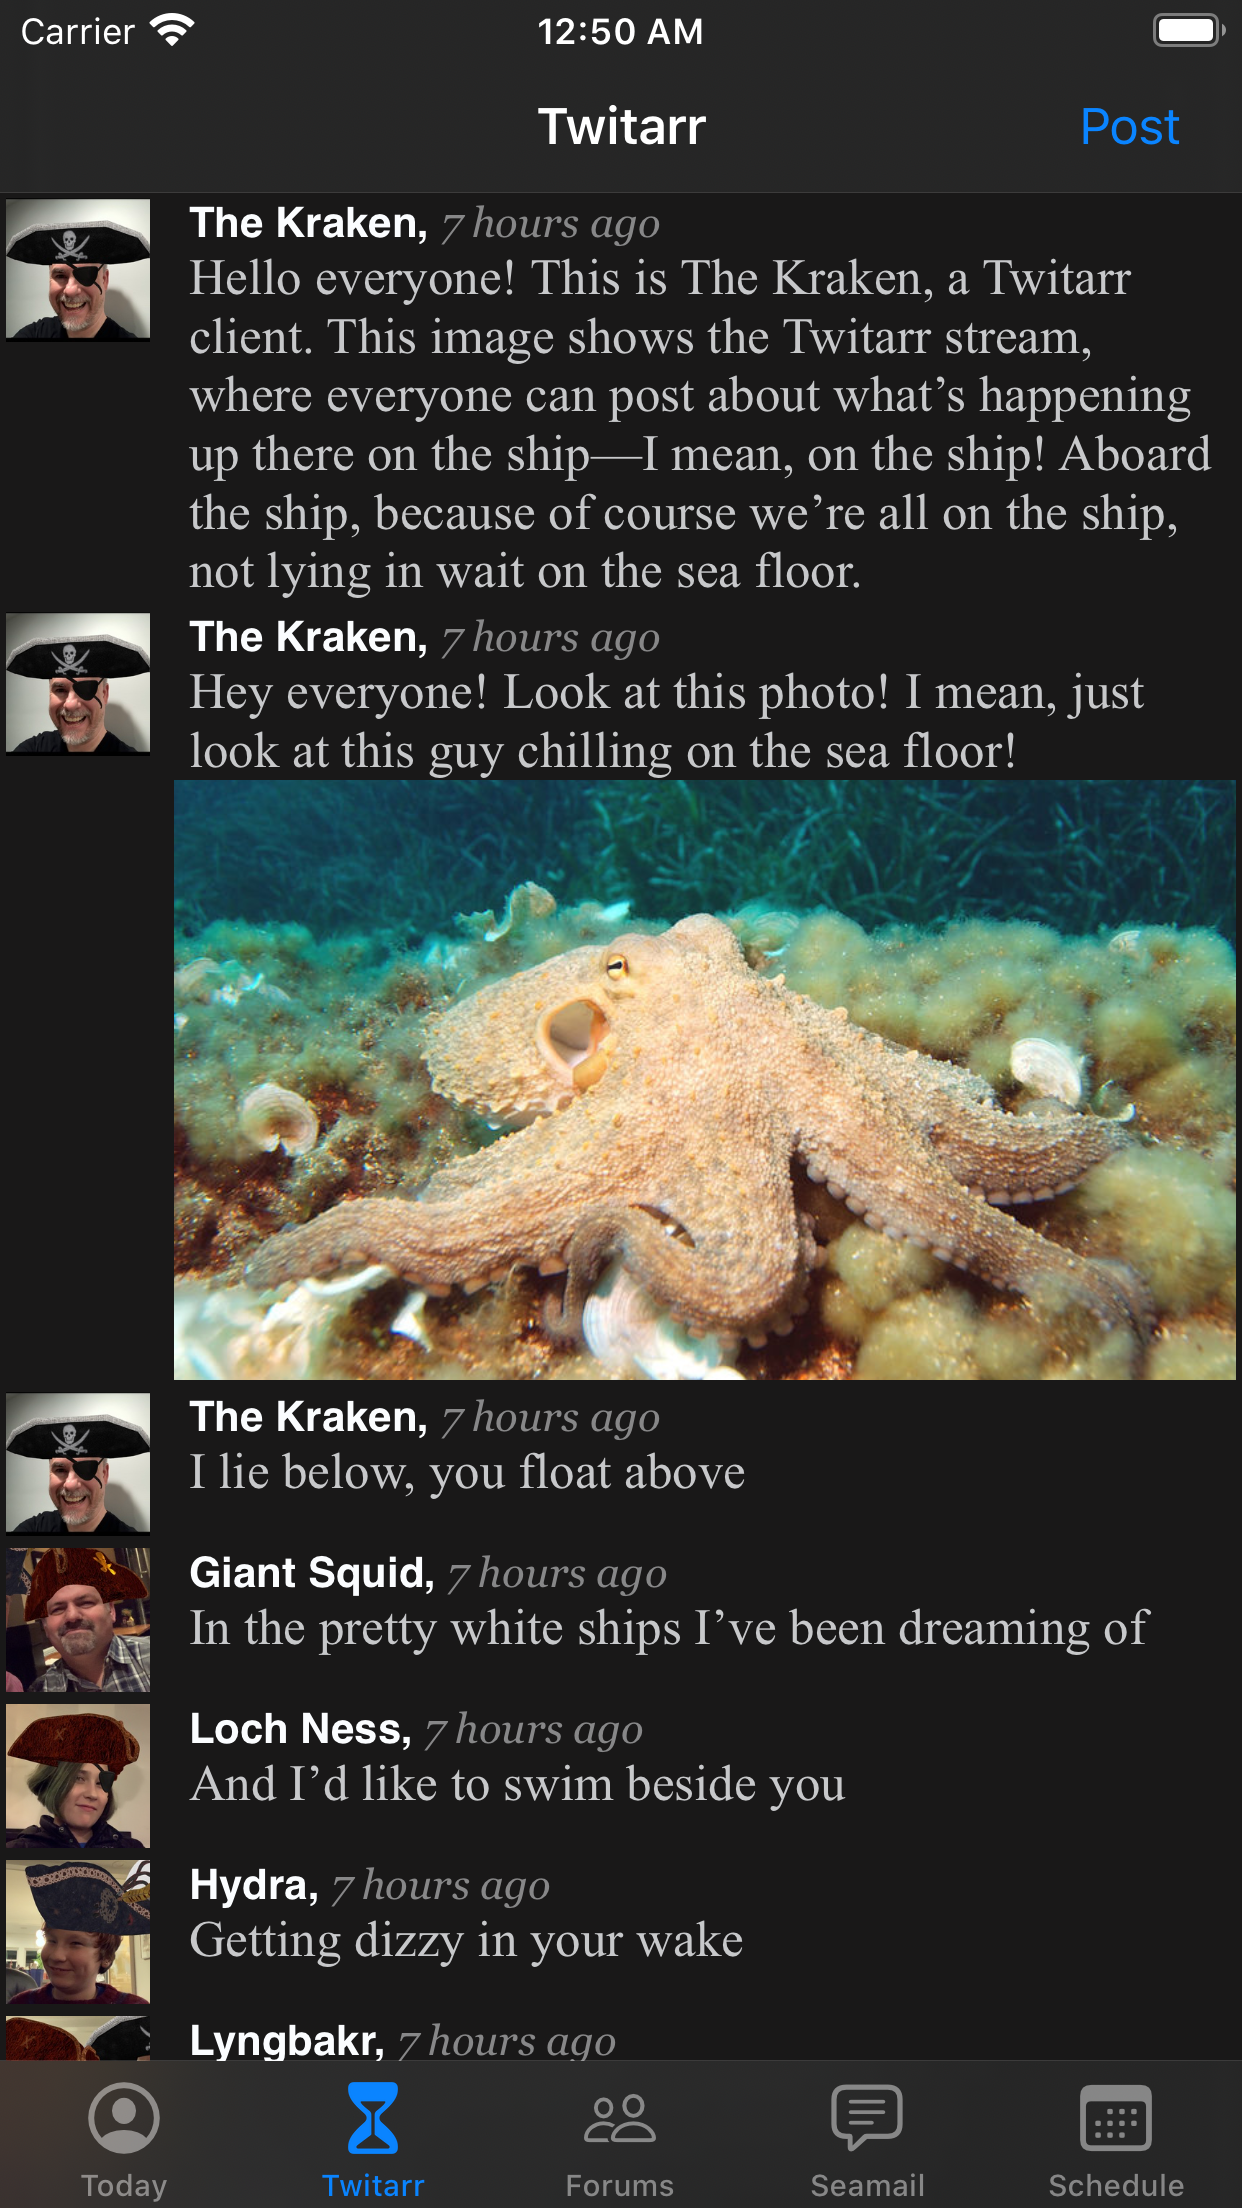 Carrier 12:50 AM
Twitarr Post
The Kraken, 7 hours ago
Hello everyone! This is The Kraken, a Twitarr
client. This image shows the Twitarr stream,
where everyone can post about what’s happening
up there on the ship—I mean, on the ship! Aboard
the ship, because of course we’re all on the ship,
not lying in wait on the sea floor.
The Kraken, 7 hours ago
Hey everyone! Look at this photo! I mean, just
look at this guy chilling on the sea floor!
The Kraken, 7 hours ago
I lie below, you float above
Giant Squid, 7 hours ago
In the pretty white ships I’ve been dreaming of
Loch Ness, 7 hours ago
And I’d like to swim beside you
Hydra, 7 hours ago
Getting dizzy in your wake
Lyngbakr, 7 hours ago
Today Twitarr Forums Seamail Schedule